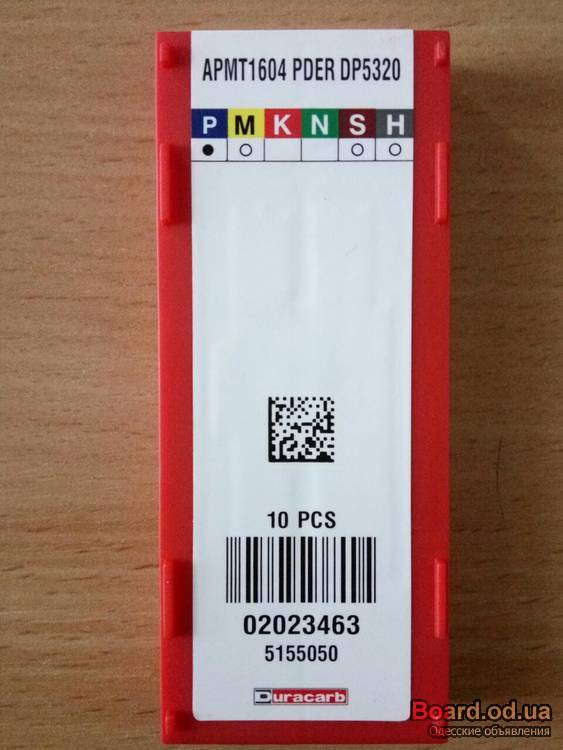 APMT1604 PDER DP5320
P M K N S H
10 PCS
02023463
5155050
Duracarb
Board.od.ua
Одесские объявления